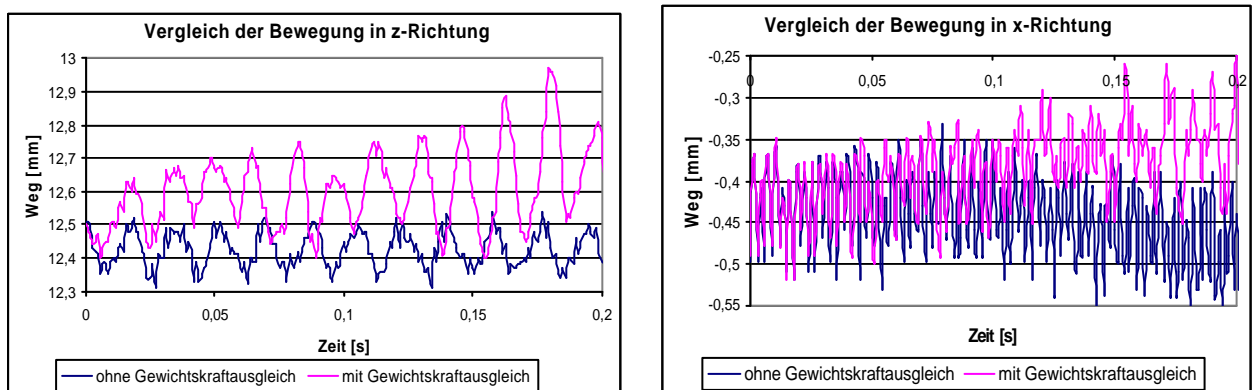 Vergleich der Bewegung in z-Richtung
13
12,9
12,8
12,7
12,6
12,5
12,4
12,3
Weg [mm]
0 0,05 0,1 0,15 0,2
Zeit [s]
ohne Gewichtskraftausgleich mit Gewichtskraftausgleich
Vergleich der Bewegung in x-Richtung
-0,25
-0,3
-0,35
-0,4
-0,45
-0,5
-0,55
Weg [mm]
0 0,05 0,1 0,15 0,2
Zeit [s]
ohne Gewichtskraftausgleich mit Gewichtskraftausgleich